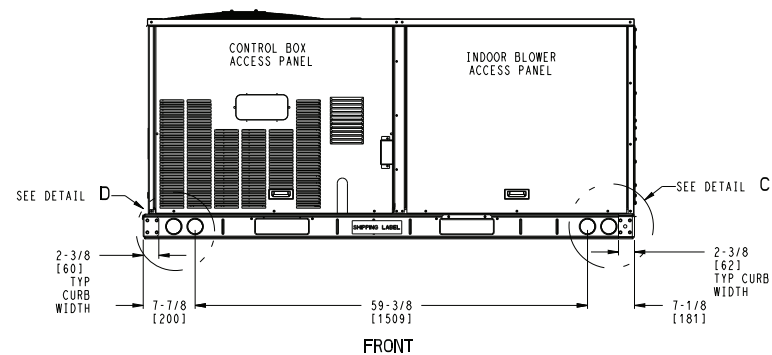 CONTROL BOX
ACCESS PANEL
INDOOR BLOWER
ACCESS PANEL
SEE DETAIL D
SEE DETAIL C
SHIPPING LABEL
2-3/8
[60]
TYP
CURB
WIDTH
2-3/8
[62]
TYP CURB
WIDTH
7-7/8
[200]
59-3/8
[1509]
7-1/8
[181]
FRONT